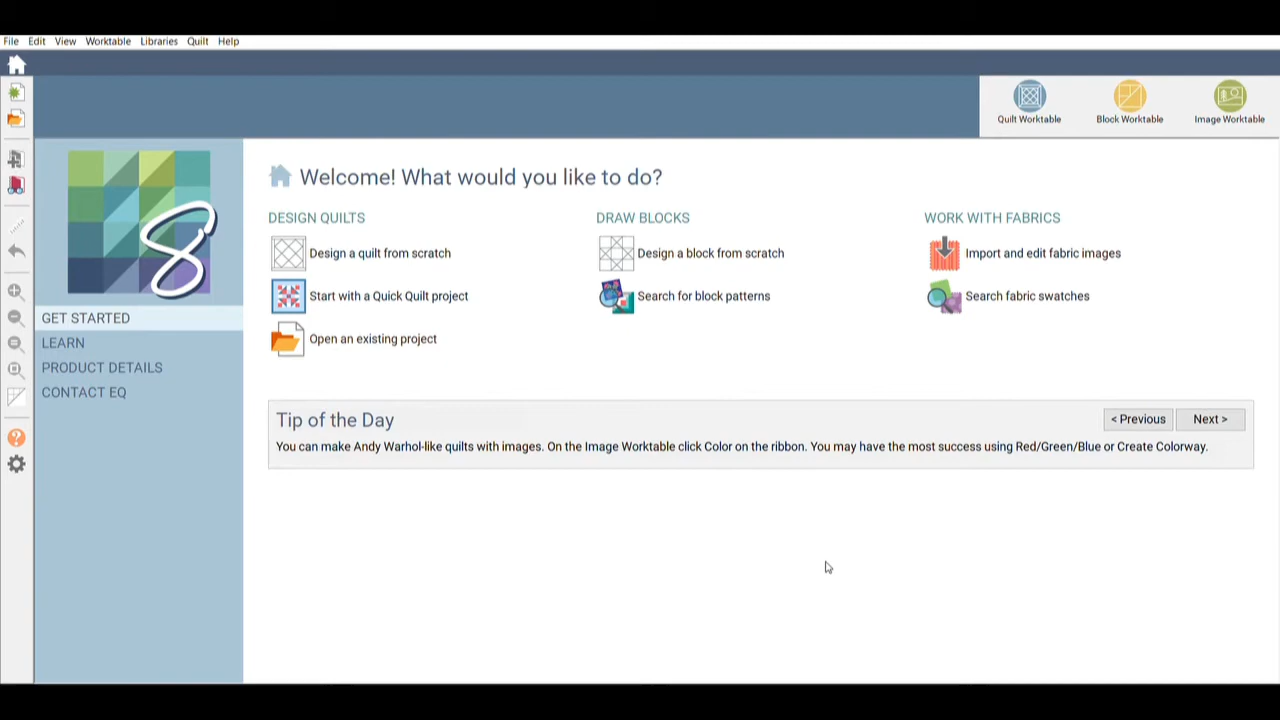 File Edit View Worktable Libraries Quilt Help
Quilt Worktable Block Worktable Image Worktable
8
GET STARTED
LEARN
PRODUCT DETAILS
CONTACT EQ
Welcome! What would you like to do?
DESIGN QUILTS
Design a quilt from scratch
Start with a Quick Quilt project
Open an existing project
DRAW BLOCKS
Design a block from scratch
Search for block patterns
WORK WITH FABRICS
Import and edit fabric images
Search fabric swatches
Tip of the Day
< Previous Next >
You can make Andy Warhol-like quilts with images. On the Image Worktable click Color on the ribbon. You may have the most success using Red/Green/Blue or Create Colorway.